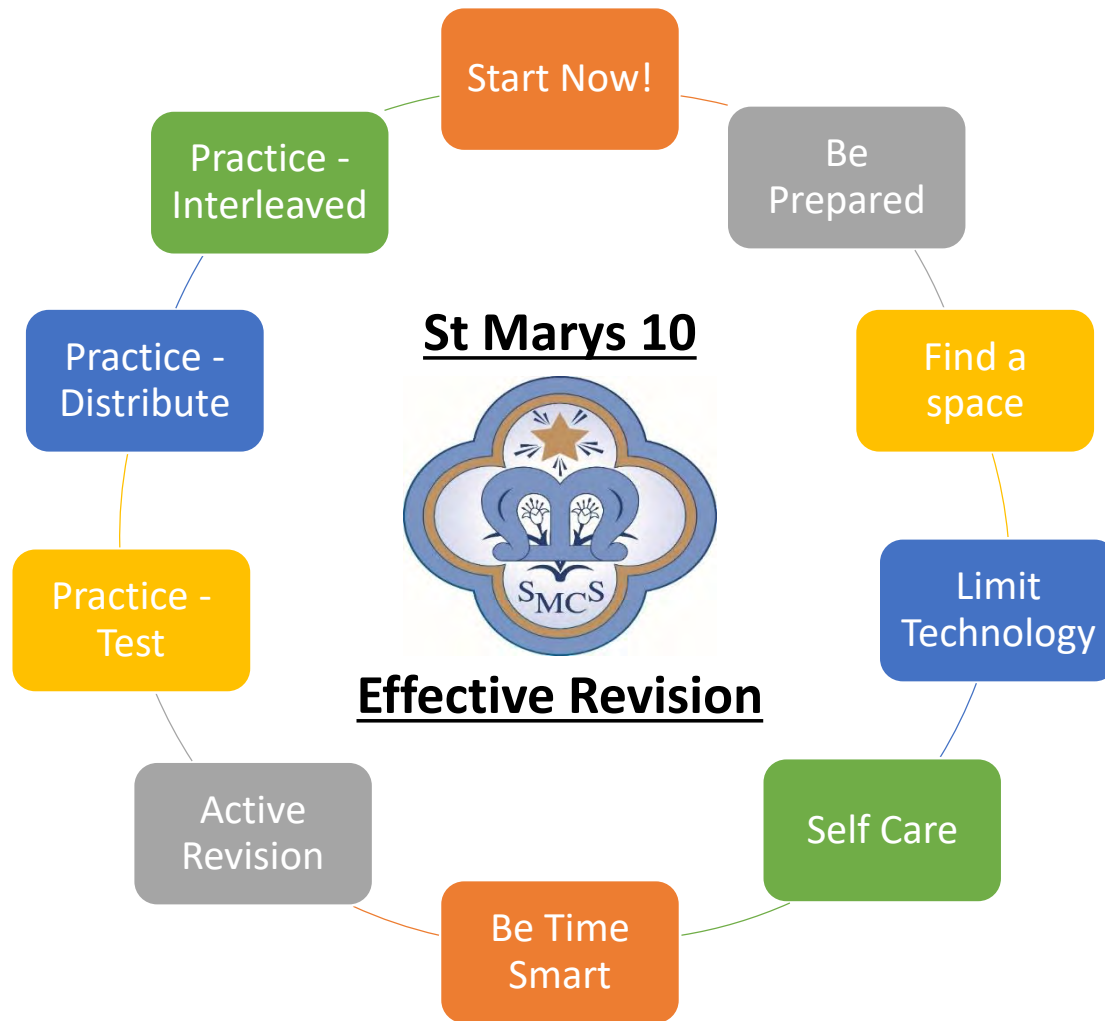 Start Now!
Be
Prepared
Find a
space
Limit
Technology
Self Care
Be Time
Smart
Active
Revision
Practice -
Test
Practice -
Distribute
Practice -
Interleaved
St Marys 10
SMCS
Effective Revision